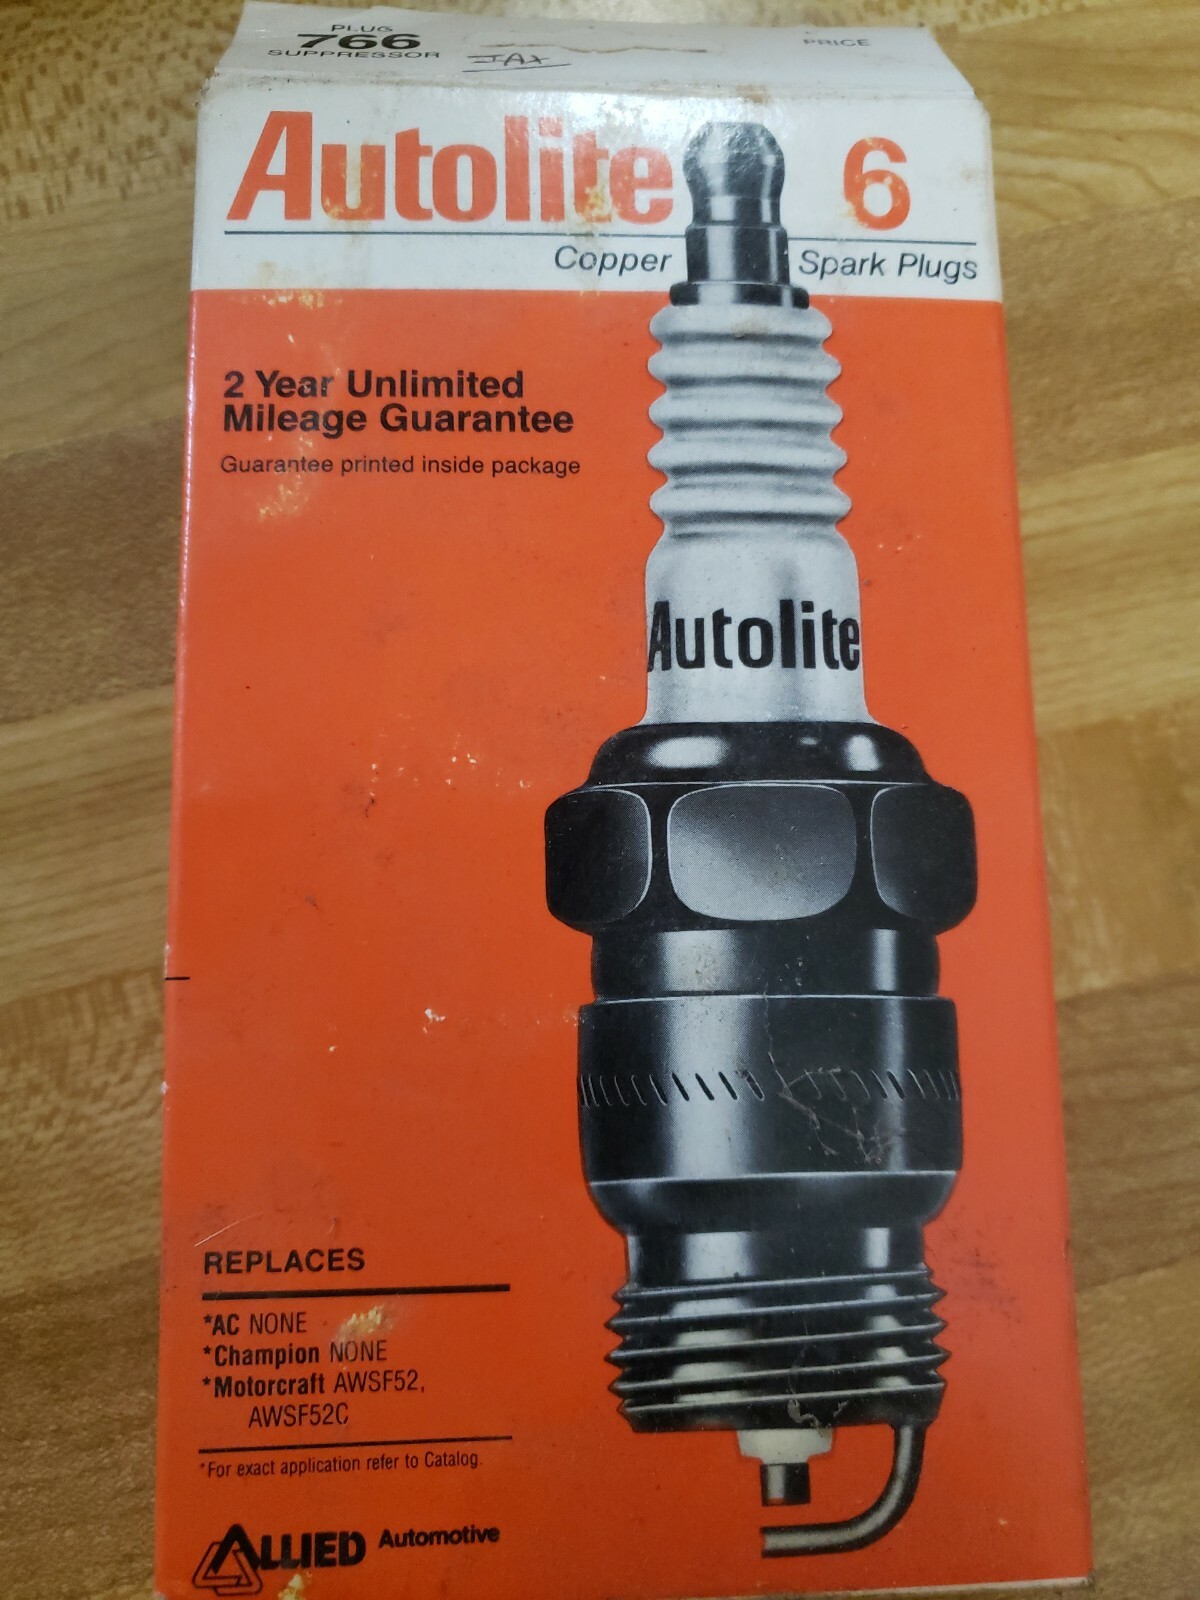 PLUG
766
SUPPRESSOR
TAX
PRICE
Autolite 6
Copper Spark Plugs
2 Year Unlimited
Mileage Guarantee
Guarantee printed inside package
Autolite
REPLACES
*AC NONE
*Champion NONE
*Motorcraft AWSF52,
AWSF52C
*For exact application refer to Catalog.
ALLIED Automotive